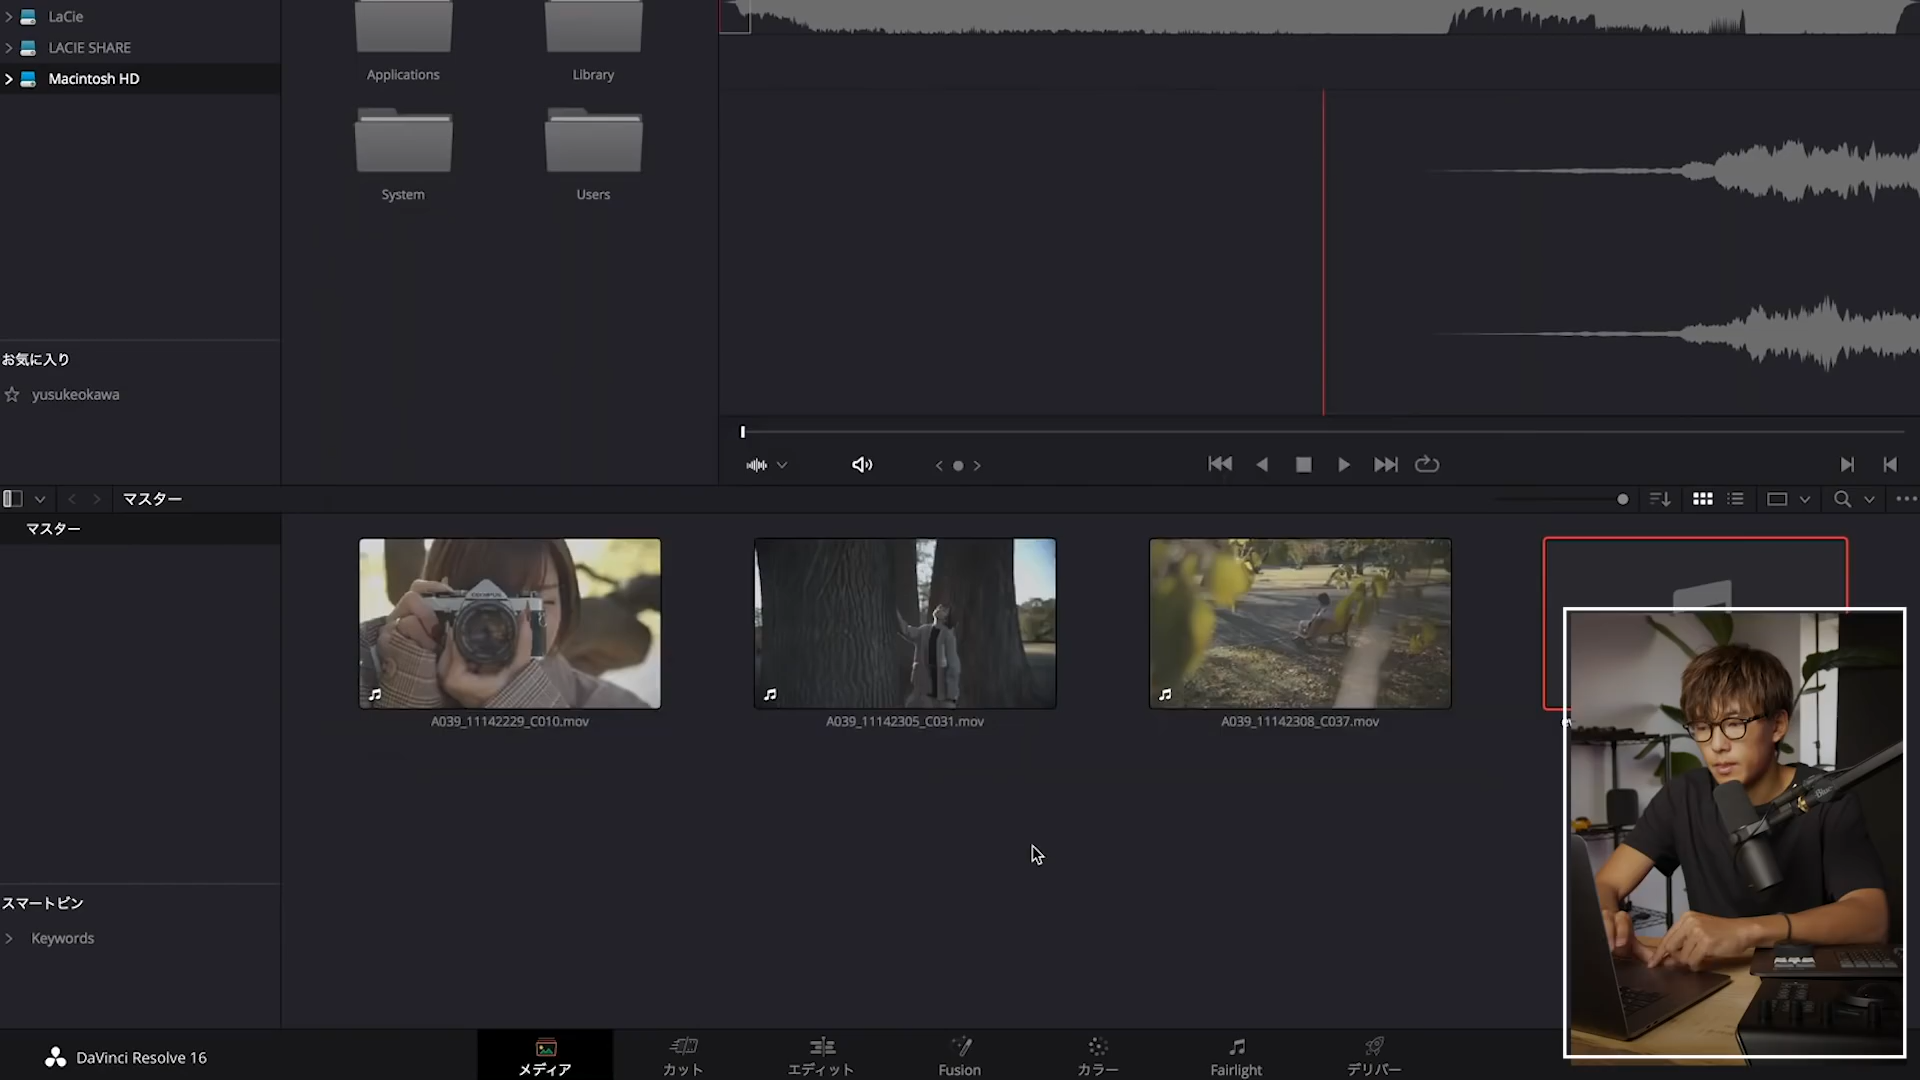 LaCie
LACIE SHARE
Macintosh HD
Applications
Library
System
Users
お気に入り
yusukeokawa
マスター
マスター
A039_11142229_C010.mov
A039_11142305_C031.mov
A039_11142308_C037.mov
スマートビン
Keywords
DaVinci Resolve 16
メディア
カット
エディット
Fusion
カラー
Fairlight
デリバー